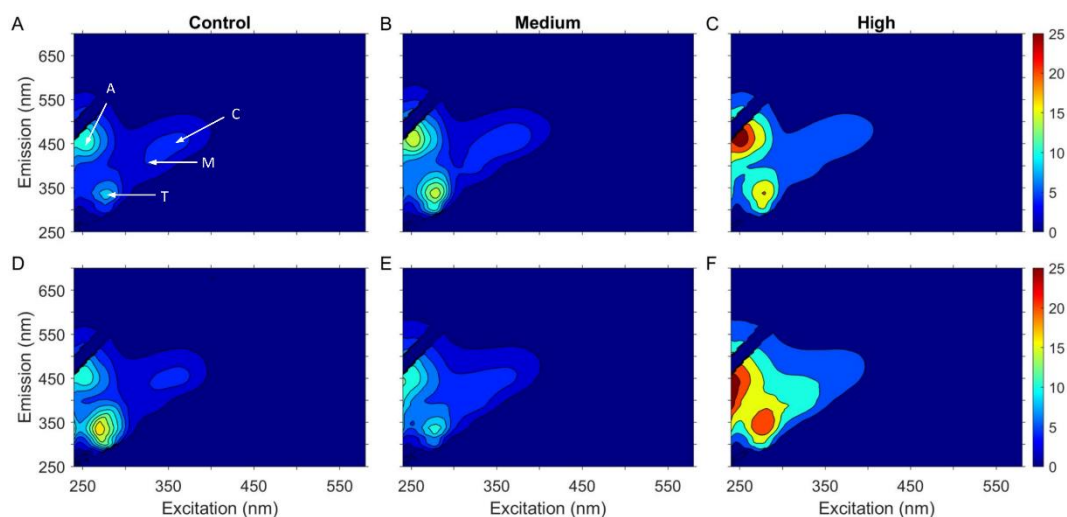 A Control B Medium C High
650
550
450
350
250
Emission (nm)
A
C
M
T
25
20
15
10
5
0
D E F
650
550
450
350
250
Emission (nm)
25
20
15
10
5
0
250 350 450 550 250 350 450 550 250 350 450 550
Excitation (nm) Excitation (nm) Excitation (nm)